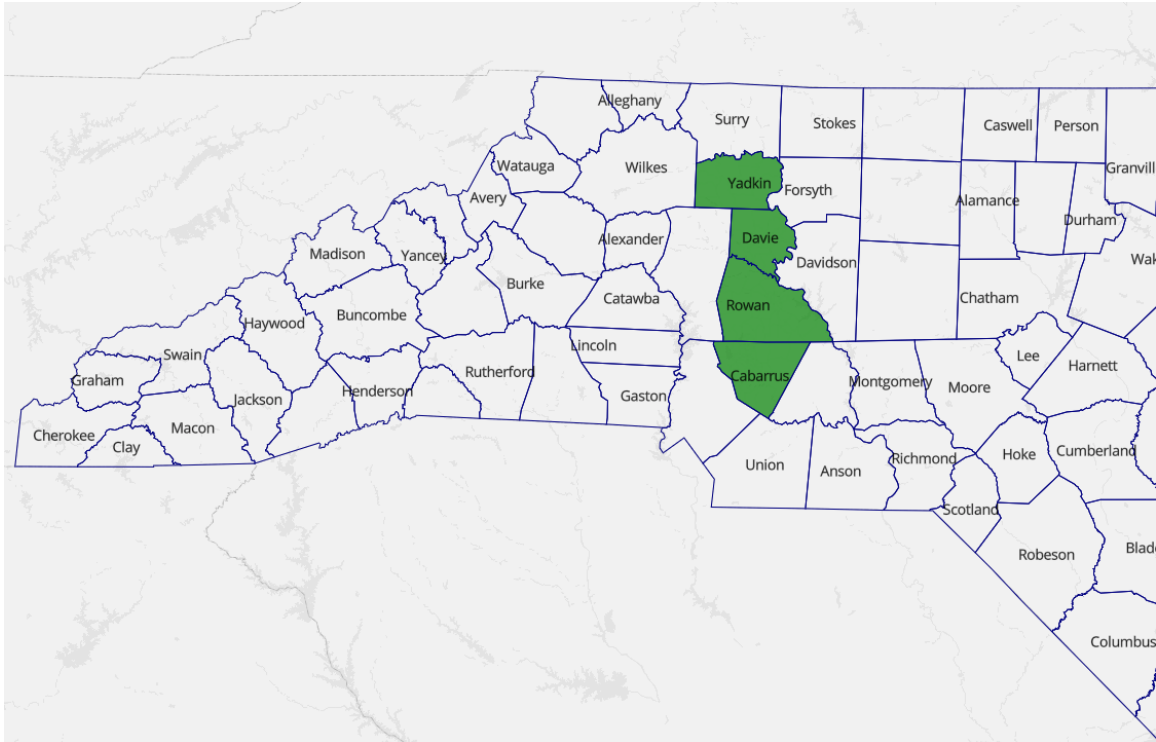 Alleghany
Surry
Stokes
Caswell
Person
Granvill
Watauga
Wilkes
Yadkin
Forsyth
Avery
Alamance
Durham
Alexander
Davie
Madison
Yancey
Davidson
Wak
Burke
Catawba
Chatham
Rowan
Buncombe
Haywood
Lincoln
Swain
Lee
Harnett
Graham
Rutherford
Cabarrus
Montgomery
Moore
Henderson
Gaston
Jackson
Macon
Cherokee
Clay
Cumberland
Hoke
Richmond
Union
Anson
Scotland
Robeson
Blade
Columbus